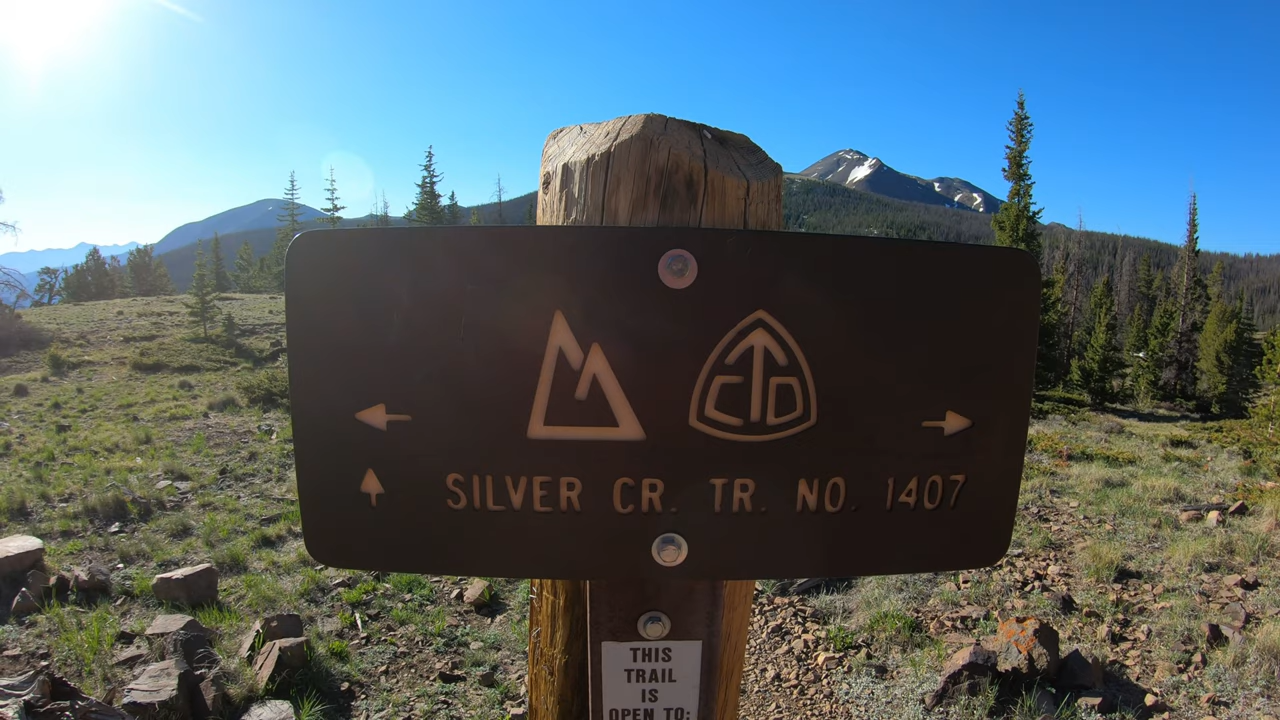 CTD
SILVER CR. TR. NO. 1407
THIS
TRAIL
IS
OPEN TO: